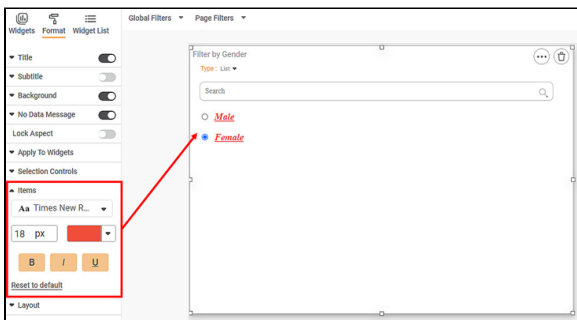 Widgets Format Widget List
Global Filters Page Filters
Title
Subtitle
Background
No Data Message
Lock Aspect
Apply To Widgets
Selection Controls
Items
Aa Times New R...
18 px
B I U
Reset to default
Layout
Filter by Gender
Type : List
Search
Male
Female